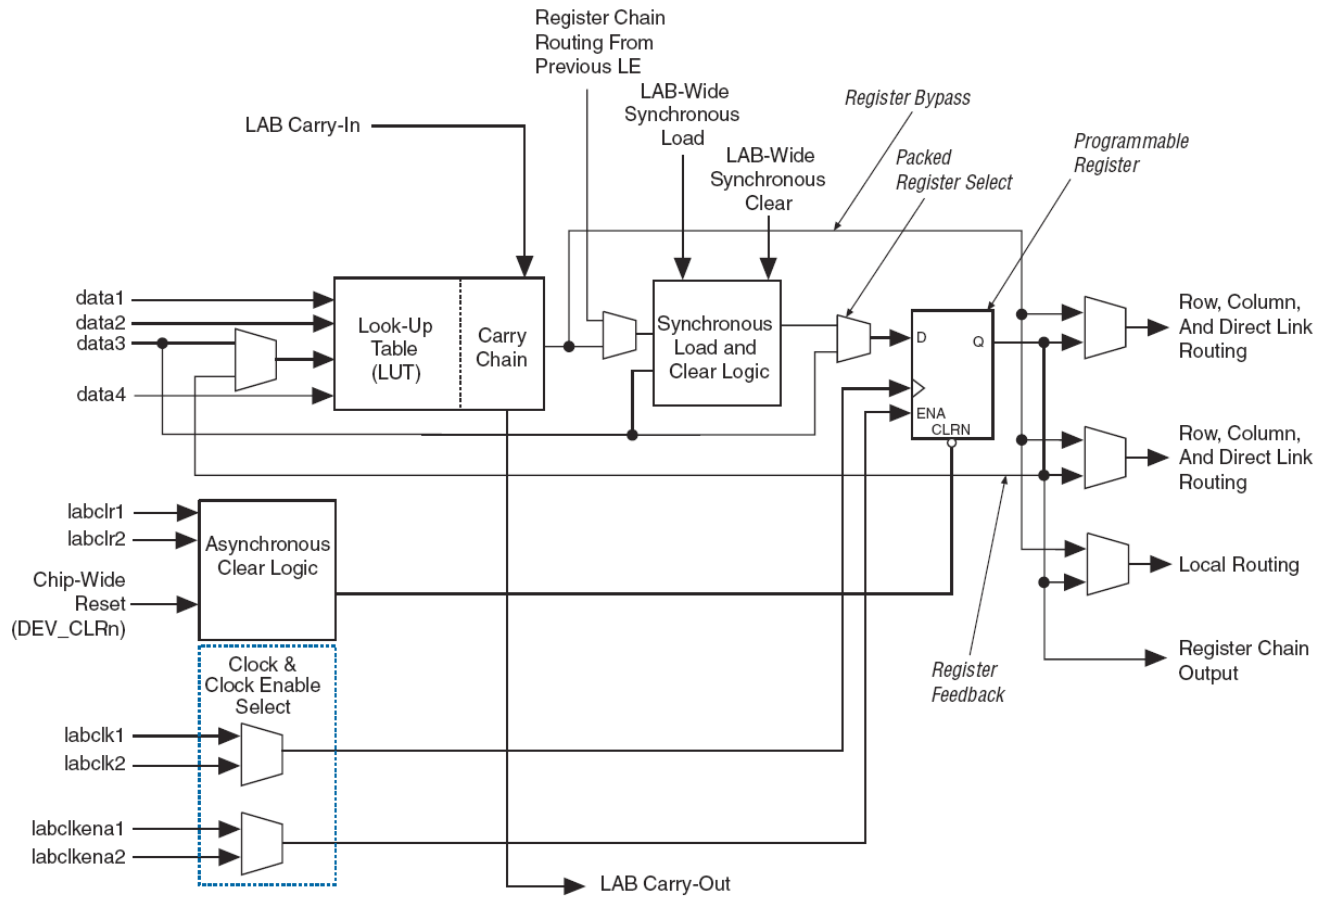 Register Chain
Routing From
Previous LE
LAB-Wide
Synchronous
Load
Register Bypass
LAB Carry-In
LAB-Wide
Synchronous
Clear
Packed
Register Select
Programmable
Register
data1
data2
data3
data4
Look-Up
Table
(LUT)
Carry
Chain
Synchronous
Load and
Clear Logic
D
Q
ENA
CLRN
Row, Column,
And Direct Link
Routing
Row, Column,
And Direct Link
Routing
Local Routing
Register Chain
Output
labclr1
labclr2
Chip-Wide
Reset
(DEV_CLRn)
Asynchronous
Clear Logic
Register
Feedback
Clock &
Clock Enable
Select
labclk1
labclk2
labclkena1
labclkena2
LAB Carry-Out